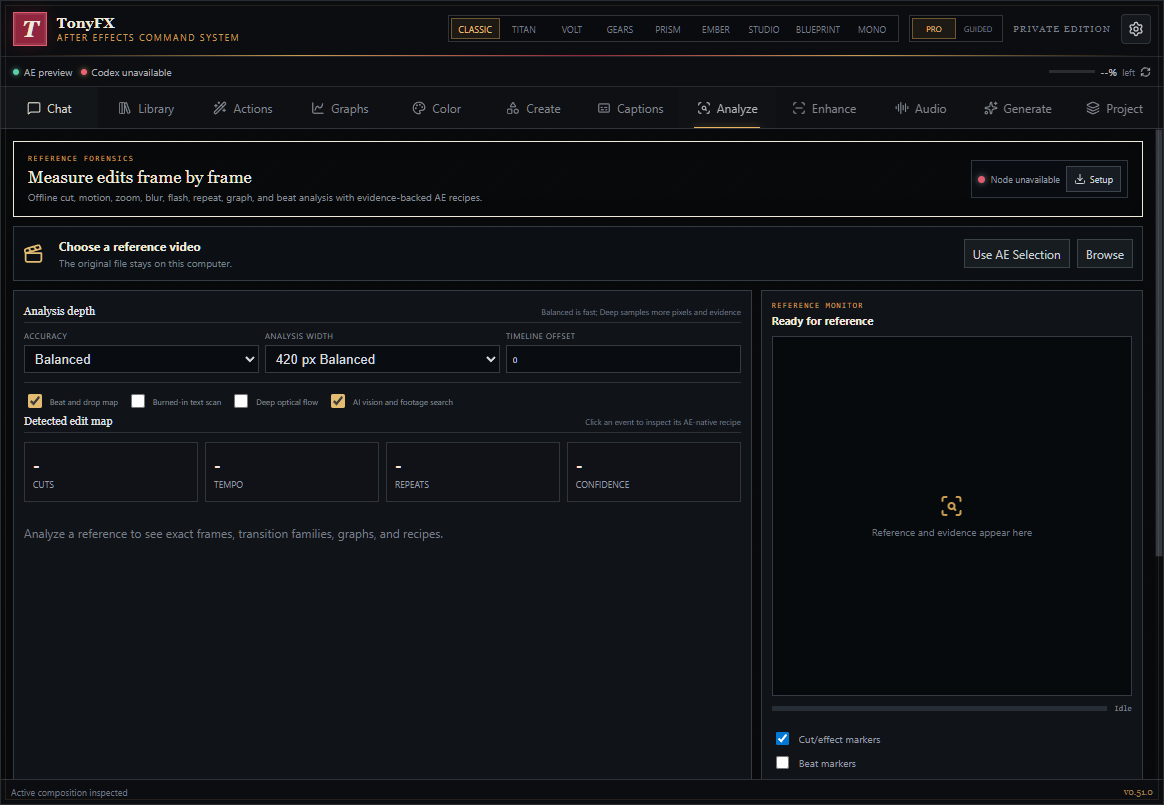 T
TonyFX
AFTER EFFECTS COMMAND SYSTEM
CLASSIC TITAN VOLT GEARS PRISM EMBER STUDIO BLUEPRINT MONO
PRO GUIDED
PRIVATE EDITION
AE preview Codex unavailable
--% left
Chat Library Actions Graphs Color Create Captions Analyze Enhance Audio Generate Project
REFERENCE FORENSICS
Measure edits frame by frame
Offline cut, motion, zoom, blur, flash, repeat, graph, and beat analysis with evidence-backed AE recipes.
Node unavailable Setup
Choose a reference video
The original file stays on this computer.
Use AE Selection Browse
Analysis depth
Balanced is fast; Deep samples more pixels and evidence
ACCURACY ANALYSIS WIDTH TIMELINE OFFSET
Balanced 420 px Balanced 0
Beat and drop map Burned-in text scan Deep optical flow AI vision and footage search
Detected edit map
Click an event to inspect its AE-native recipe
- - - -
CUTS TEMPO REPEATS CONFIDENCE
Analyze a reference to see exact frames, transition families, graphs, and recipes.
REFERENCE MONITOR
Ready for reference
Reference and evidence appear here
Idle
Cut/effect markers
Beat markers
Active composition inspected
v0.51.0